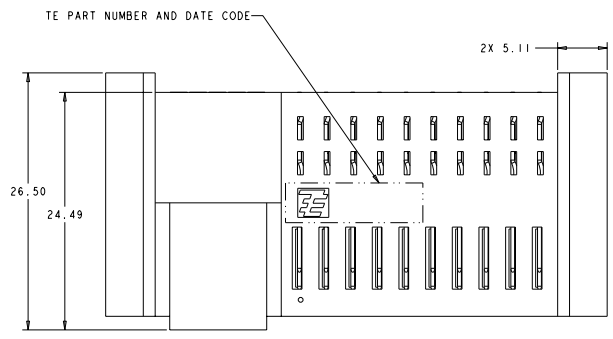 TE PART NUMBER AND DATE CODE
2X 5.11
26.50
24.49